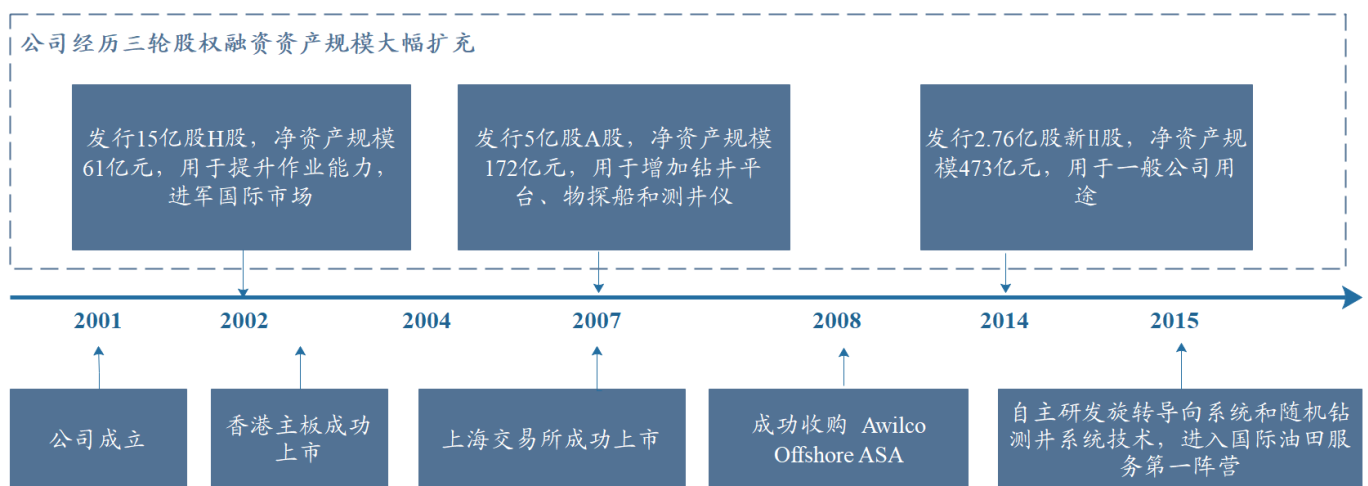 公司经历三轮股权融资资产规模大幅扩充
发行15亿股H股，净资产规模
61亿元，用于提升作业能力，
进军国际市场
发行5亿股A股，净资产规模
172亿元，用于增加钻井平
台、物探船和测井仪
发行2.76亿股新H股，净资产规
模473亿元，用于一般公司用
途
2001
2002
2004
2007
2008
2014
2015
公司成立
香港主板成功
上市
上海交易所成功上市
成功收购 Awilco
Offshore ASA
自主研发旋转导向系统和随机钻
测井系统技术，进入国际油田服
务第一阵营